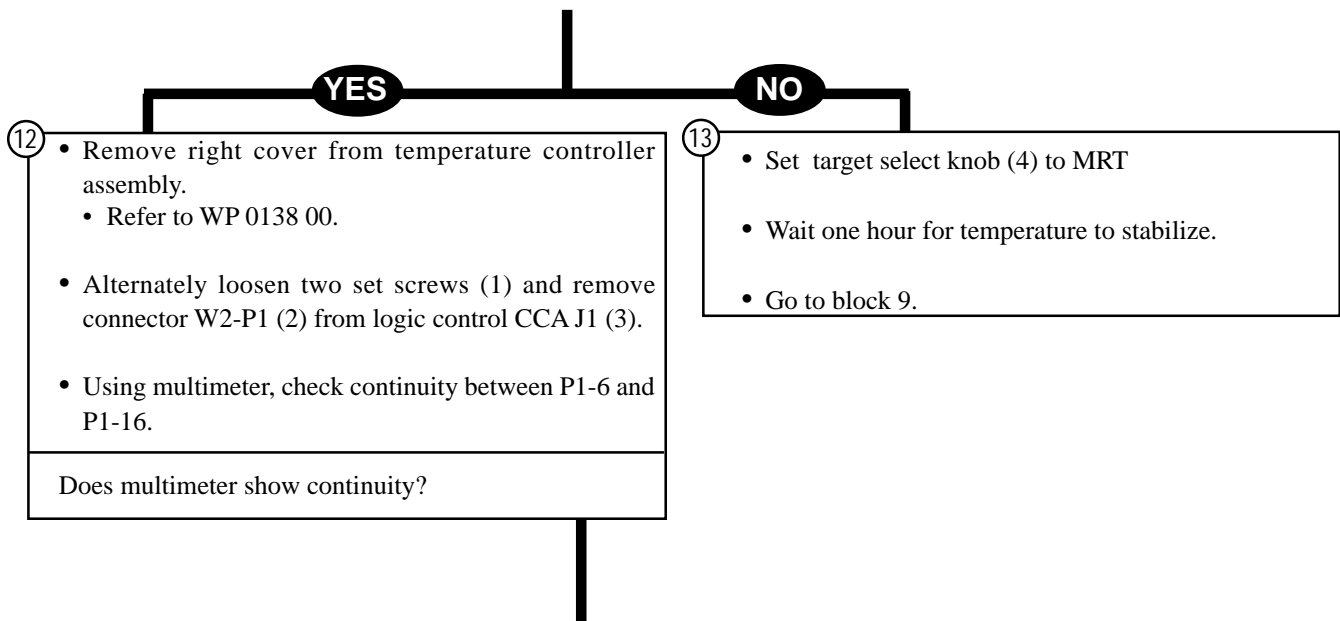 YES
NO
12
• Remove right cover from temperature controller
assembly.
• Refer to WP 0138 00.
• Alternately loosen two set screws (1) and remove
connector W2-P1 (2) from logic control CCA J1 (3).
• Using multimeter, check continuity between P1-6 and
P1-16.
Does multimeter show continuity?
13
• Set target select knob (4) to MRT
• Wait one hour for temperature to stabilize.
• Go to block 9.